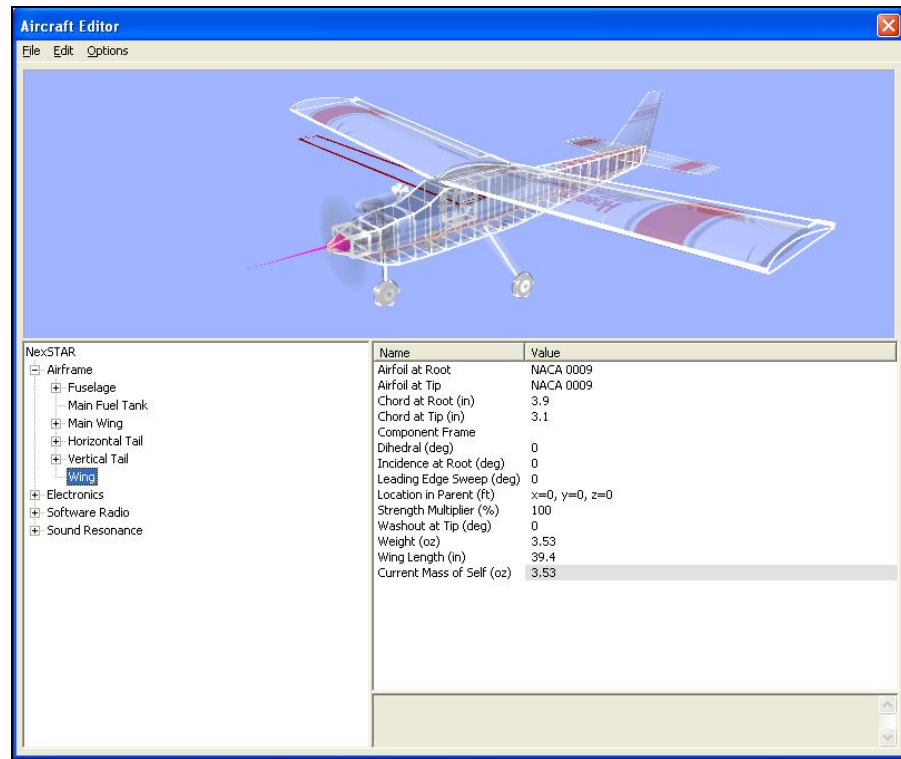 Aircraft Editor
File Edit Options
NexSTAR
Airframe
Fuselage
Main Fuel Tank
Main Wing
Horizontal Tail
Vertical Tail
Wing
Electronics
Software Radio
Sound Resonance
Name Value
Airfoil at Root NACA 0009
Airfoil at Tip NACA 0009
Chord at Root (in) 3.9
Chord at Tip (in) 3.1
Component Frame
Dihedral (deg) 0
Incidence at Root (deg) 0
Leading Edge Sweep (deg) 0
Location in Parent (ft) x=0, y=0, z=0
Strength Multiplier (%) 100
Washout at Tip (deg) 0
Weight (oz) 3.53
Wing Length (in) 39.4
Current Mass of Self (oz) 3.53